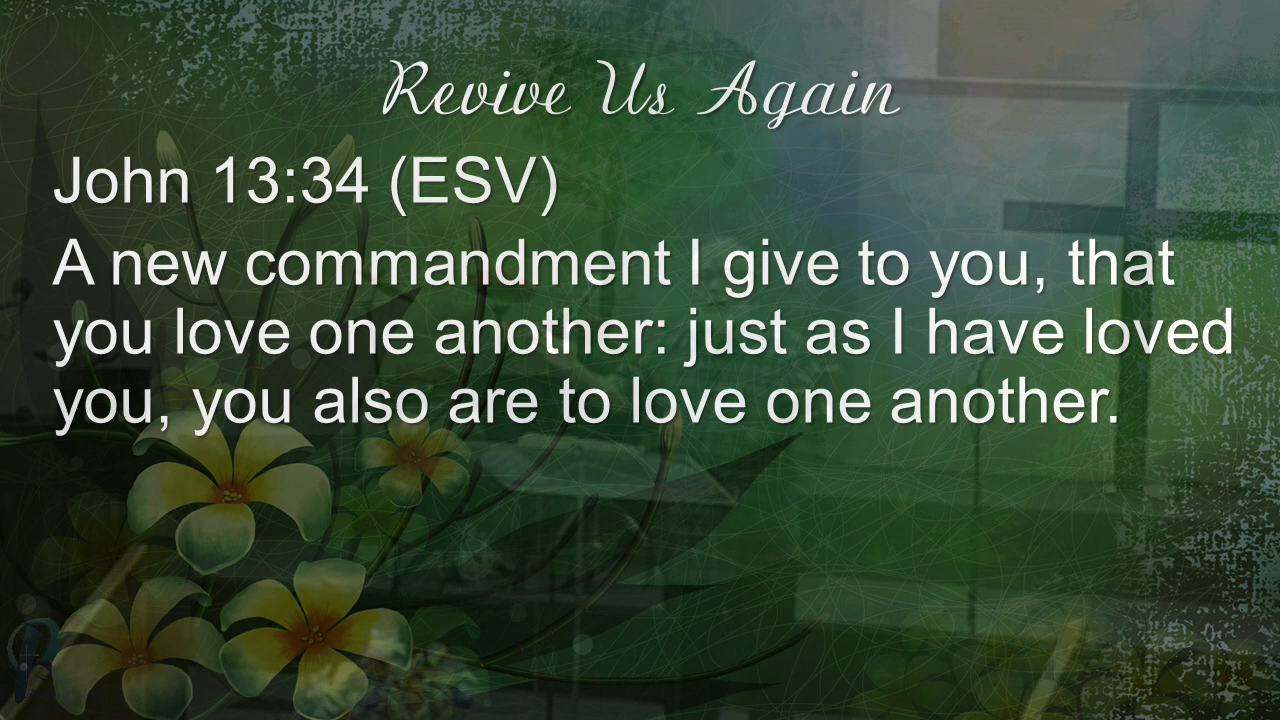 Revive Us Again
John 13:34 (ESV)
A new commandment I give to you, that
you love one another: just as I have loved
you, you also are to love one another.